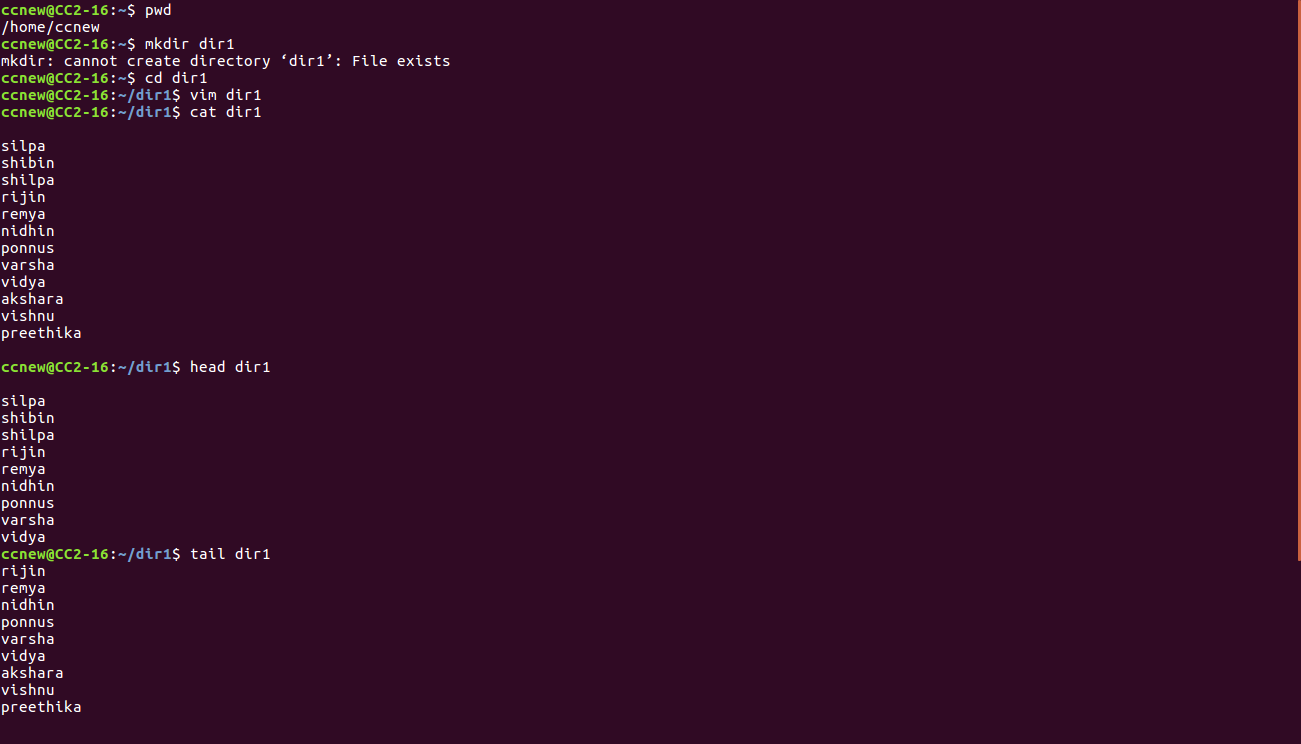 ccnew@CC2-16:~$ pwd
/home/ccnew
ccnew@CC2-16:~$ mkdir dir1
mkdir: cannot create directory ‘dir1’: File exists
ccnew@CC2-16:~$ cd dir1
ccnew@CC2-16:~/dir1$ vim dir1
ccnew@CC2-16:~/dir1$ cat dir1

silpa
shibin
shilpa
rijin
remya
nidhin
ponnus
varsha
vidya
akshara
vishnu
preethika

ccnew@CC2-16:~/dir1$ head dir1

silpa
shibin
shilpa
rijin
remya
nidhin
ponnus
varsha
vidya
ccnew@CC2-16:~/dir1$ tail dir1
rijin
remya
nidhin
ponnus
varsha
vidya
akshara
vishnu
preethika